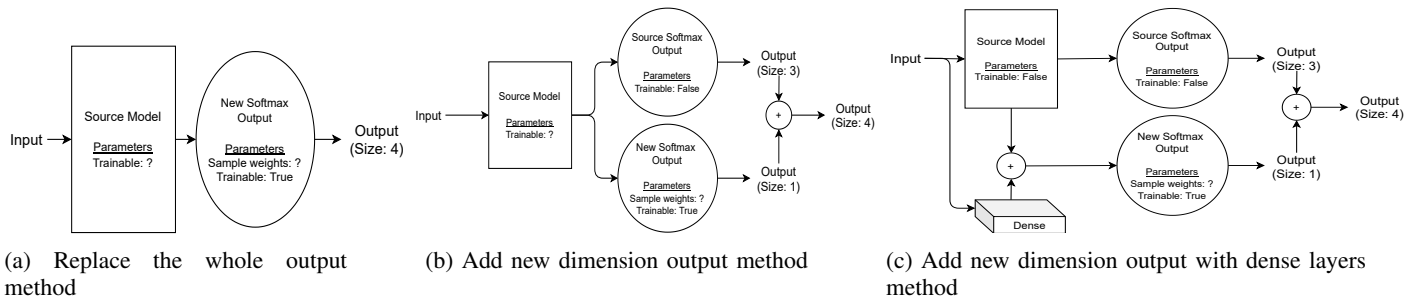 Input
Source Model
Parameters
Trainable: ?
New Softmax
Output
Parameters
Sample weights: ?
Trainable: True
Output
(Size: 4)
(a) Replace the whole output
method
Input
Source Model
Parameters
Trainable: ?
Source Softmax
Output
Parameters
Trainable: False
Output
(Size: 3)
New Softmax
Output
Parameters
Sample weights: ?
Trainable: True
Output
(Size: 1)
+
Output
(Size: 4)
(b) Add new dimension output method
Input
Source Model
Parameters
Trainable: False
Source Softmax
Output
Parameters
Trainable: False
Output
(Size: 3)
+
Dense
New Softmax
Output
Parameters
Sample weights: ?
Trainable: True
Output
(Size: 1)
+
Output
(Size: 4)
(c) Add new dimension output with dense layers
method